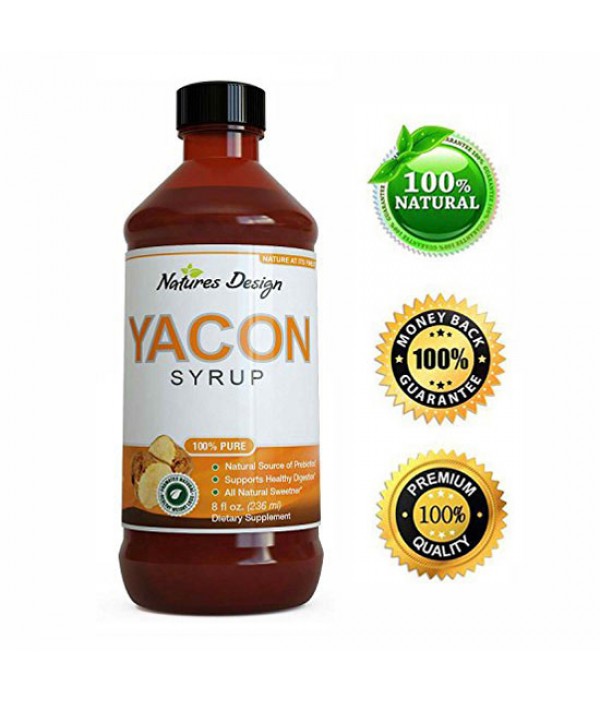 NATURE AT ITS
Natures Design
YACON
SYRUP
100% PURE
Natural Source of Prebiotics*
Supports Healthy Digestion*
All Natural Sweetner*
8 fl oz. (236 ml)
Dietary Supplement
100%
NATURAL
MONEY BACK
100%
GUARANTEE
PREMIUM
100%
QUALITY